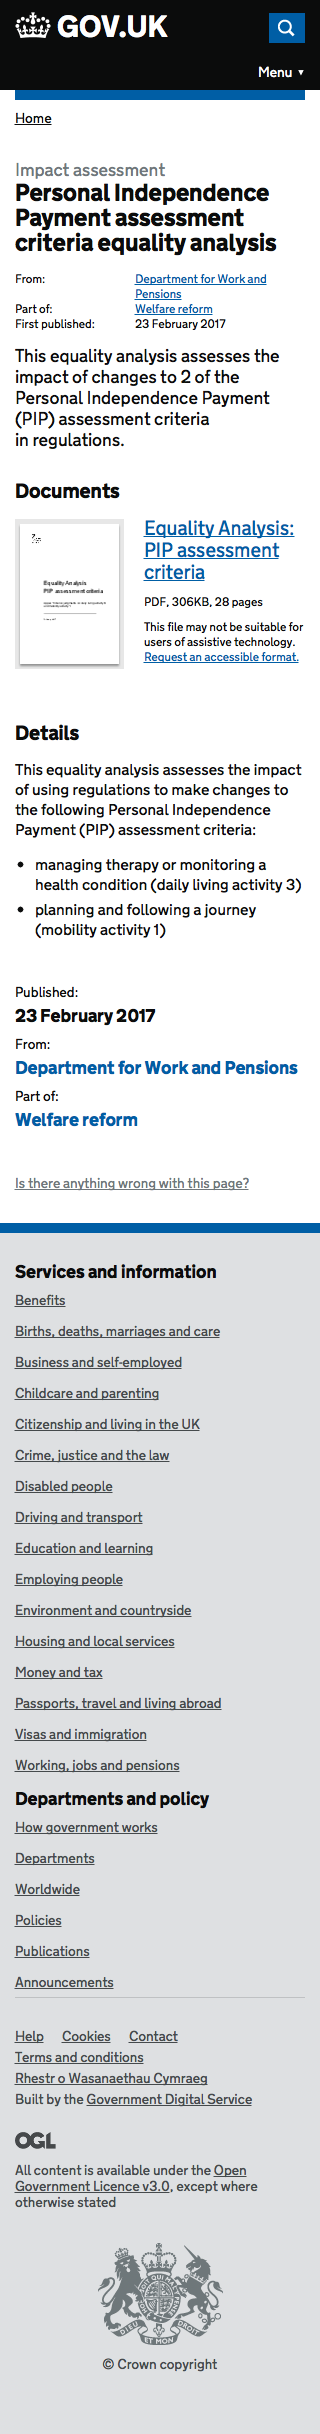 GOV.UK
Menu ▼
Home
Impact assessment
Personal Independence
Payment assessment
criteria equality analysis
From: Department for Work and
Pensions
Part of: Welfare reform
First published: 23 February 2017
This equality analysis assesses the
impact of changes to 2 of the
Personal Independence Payment
(PIP) assessment criteria
in regulations.
Documents
Equality Analysis
PIP assessment criteria
Equality Analysis:
PIP assessment
criteria
PDF, 306KB, 28 pages
This file may not be suitable for
users of assistive technology.
Request an accessible format.
Details
This equality analysis assesses the impact
of using regulations to make changes to
the following Personal Independence
Payment (PIP) assessment criteria:
• managing therapy or monitoring a
health condition (daily living activity 3)
• planning and following a journey
(mobility activity 1)
Published:
23 February 2017
From:
Department for Work and Pensions
Part of:
Welfare reform
Is there anything wrong with this page?
Services and information
Benefits
Births, deaths, marriages and care
Business and self-employed
Childcare and parenting
Citizenship and living in the UK
Crime, justice and the law
Disabled people
Driving and transport
Education and learning
Employing people
Environment and countryside
Housing and local services
Money and tax
Passports, travel and living abroad
Visas and immigration
Working, jobs and pensions
Departments and policy
How government works
Departments
Worldwide
Policies
Publications
Announcements
Help Cookies Contact
Terms and conditions
Rhestr o Wasanaethau Cymraeg
Built by the Government Digital Service
OGL
All content is available under the Open
Government Licence v3.0, except where
otherwise stated
DIEU ET MON DROIT
© Crown copyright